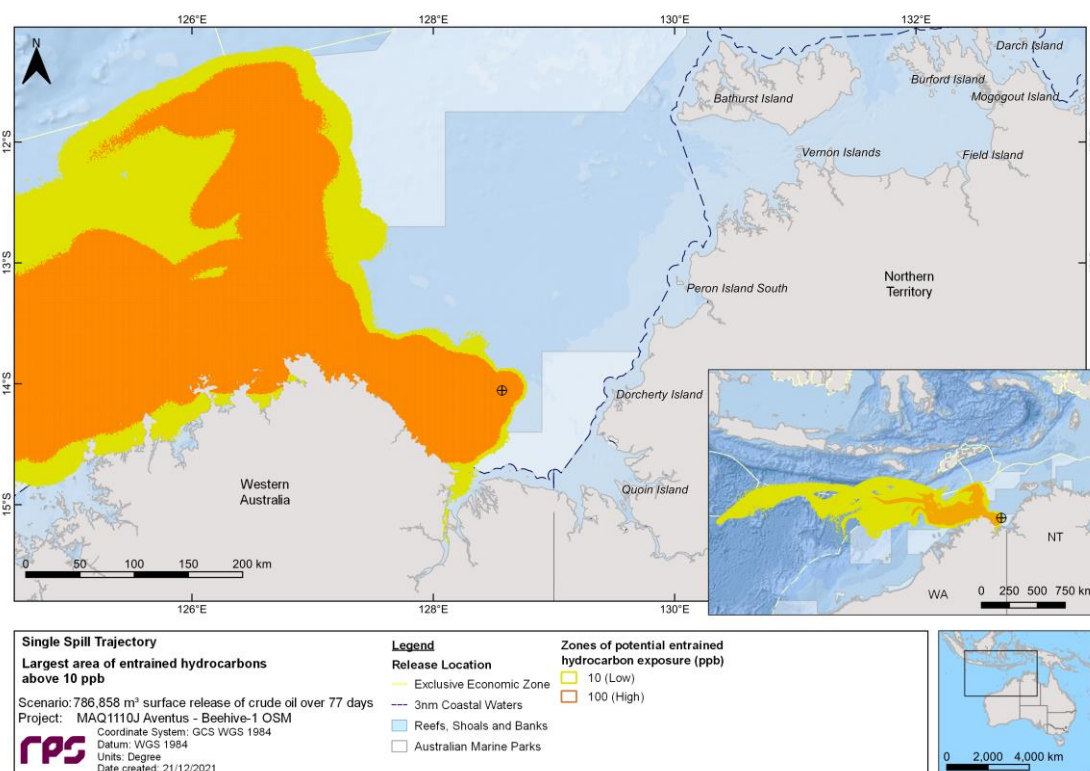 126°E
128°E
130°E
132°E
N
Darch Island
Burford Island
Bathurst Island
Mogogout Island
12°S
Vernon Islands
Field Island
13°S
Northern
Territory
Peron Island South
14°S
Dorcherty Island
Western
Australia
Quoin Island
15°S
0 50 100 150 200 km
NT
0 250 500 750 km
WA
126°E
128°E
130°E
Single Spill Trajectory
Largest area of entrained hydrocarbons
above 10 ppb
Scenario: 786,858 m³ surface release of crude oil over 77 days
Project: MAQ1110J Aventus - Beehive-1 OSM
rps
Coordinate System: GCS WGS 1984
Datum: WGS 1984
Units: Degree
Date created: 21/12/2021
Legend
Release Location
Exclusive Economic Zone
3nm Coastal Waters
Reefs, Shoals and Banks
Australian Marine Parks
Zones of potential entrained
hydrocarbon exposure (ppb)
10 (Low)
100 (High)
0 2,000 4,000 km